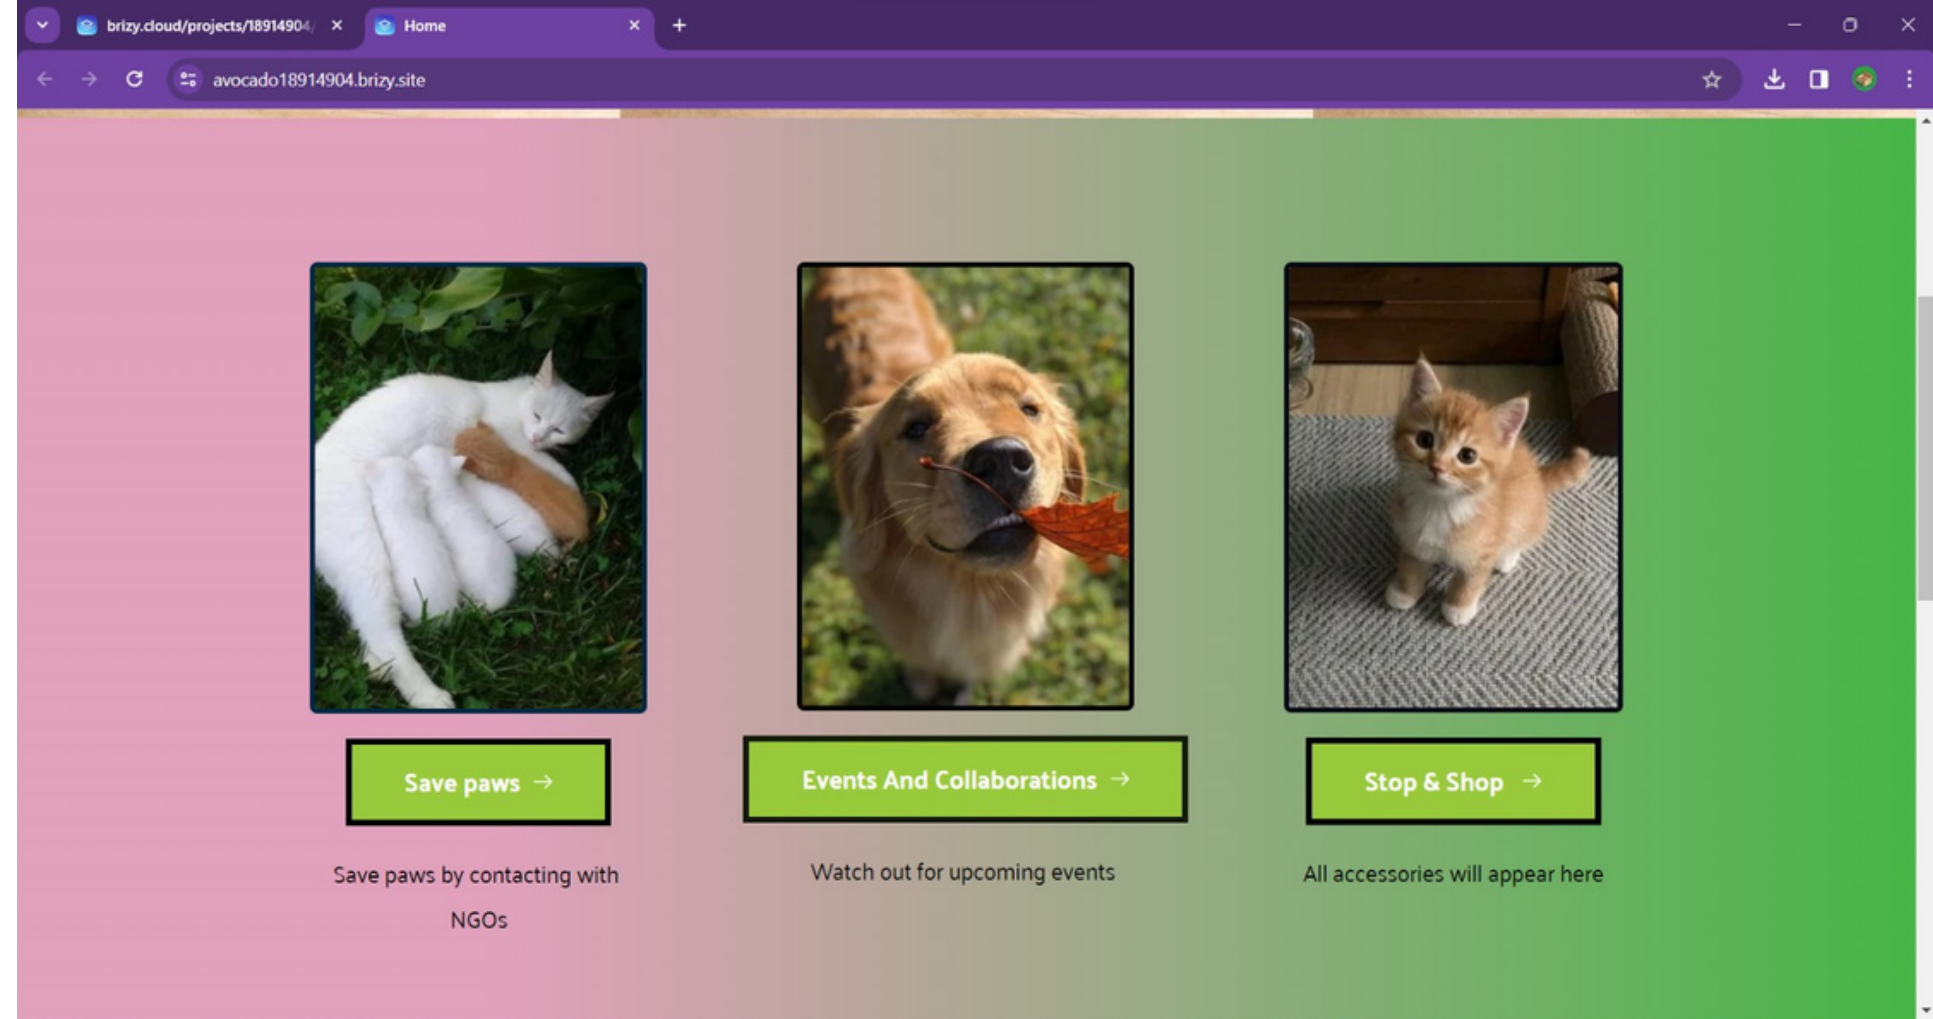 brizy.cloud/projects/18914904/
Home
avocado18914904.brizy.site
Save paws →
Events And Collaborations →
Stop & Shop →
Save paws by contacting with
NGOs
Watch out for upcoming events
All accessories will appear here